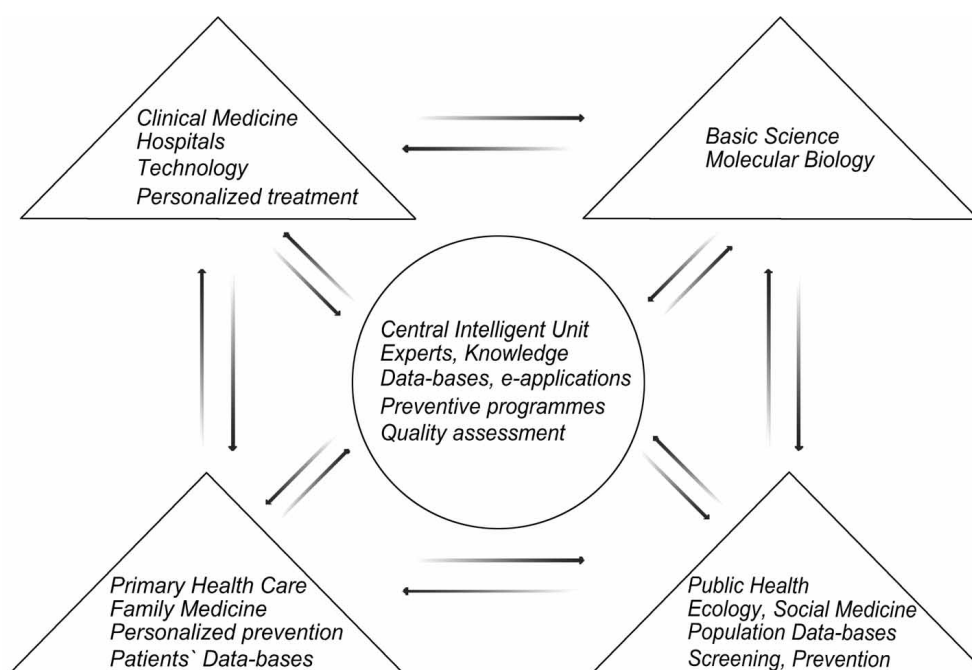 Clinical Medicine
Hospitals
Technology
Personalized treatment
Basic Science
Molecular Biology
Central Intelligent Unit
Experts, Knowledge
Data-bases, e-applications
Preventive programmes
Quality assessment
Primary Health Care
Family Medicine
Personalized prevention
Patients` Data-bases
Public Health
Ecology, Social Medicine
Population Data-bases
Screening, Prevention